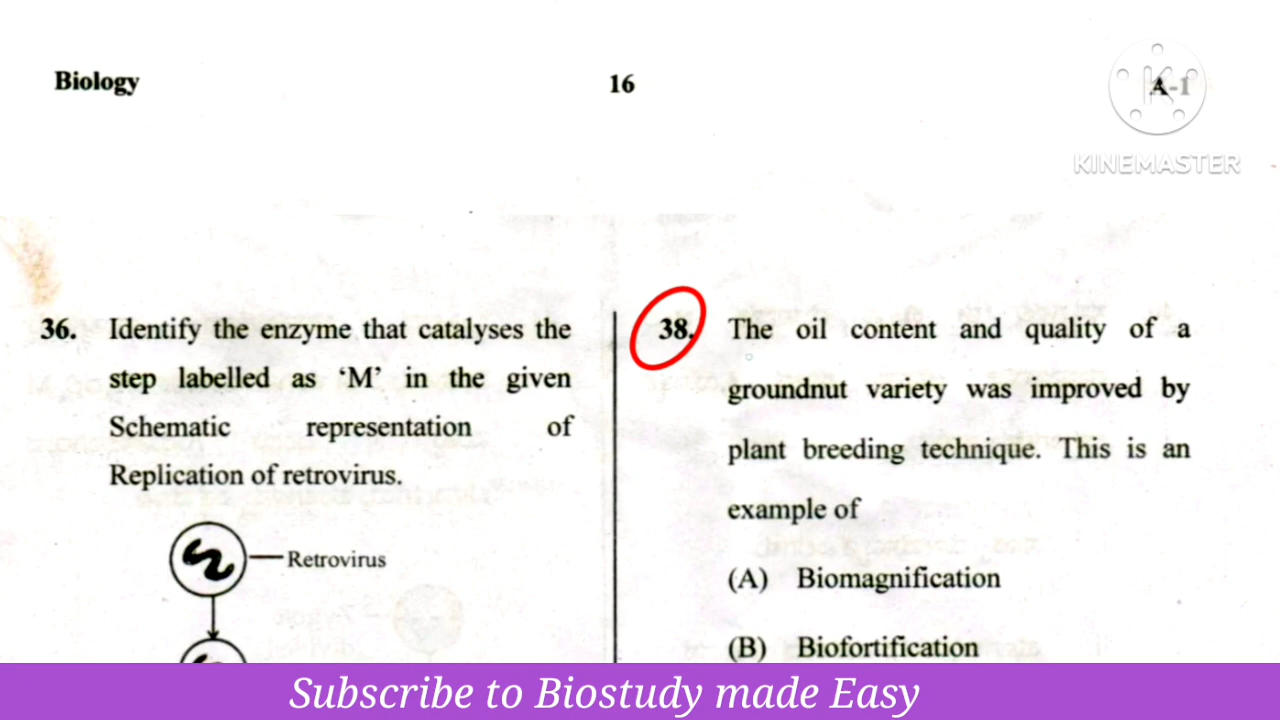 Biology
16
A-1
KINEMASTER
36. Identify the enzyme that catalyses the
step labelled as ‘M’ in the given
Schematic representation of
Replication of retrovirus.
Retrovirus
38. The oil content and quality of a
groundnut variety was improved by
plant breeding technique. This is an
example of
(A) Biomagnification
(B) Biofortification
Subscribe to Biostudy made Easy